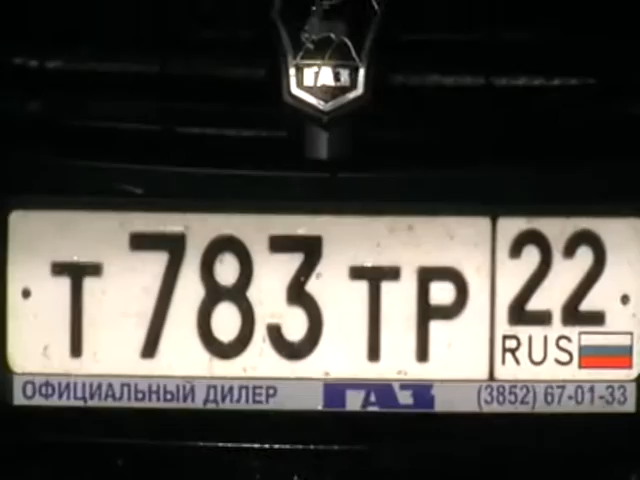 ГАЗ
Т 783 ТР 22
RUS
ОФИЦИАЛЬНЫЙ ДИЛЕР ГАЗ (3852) 67-01-33